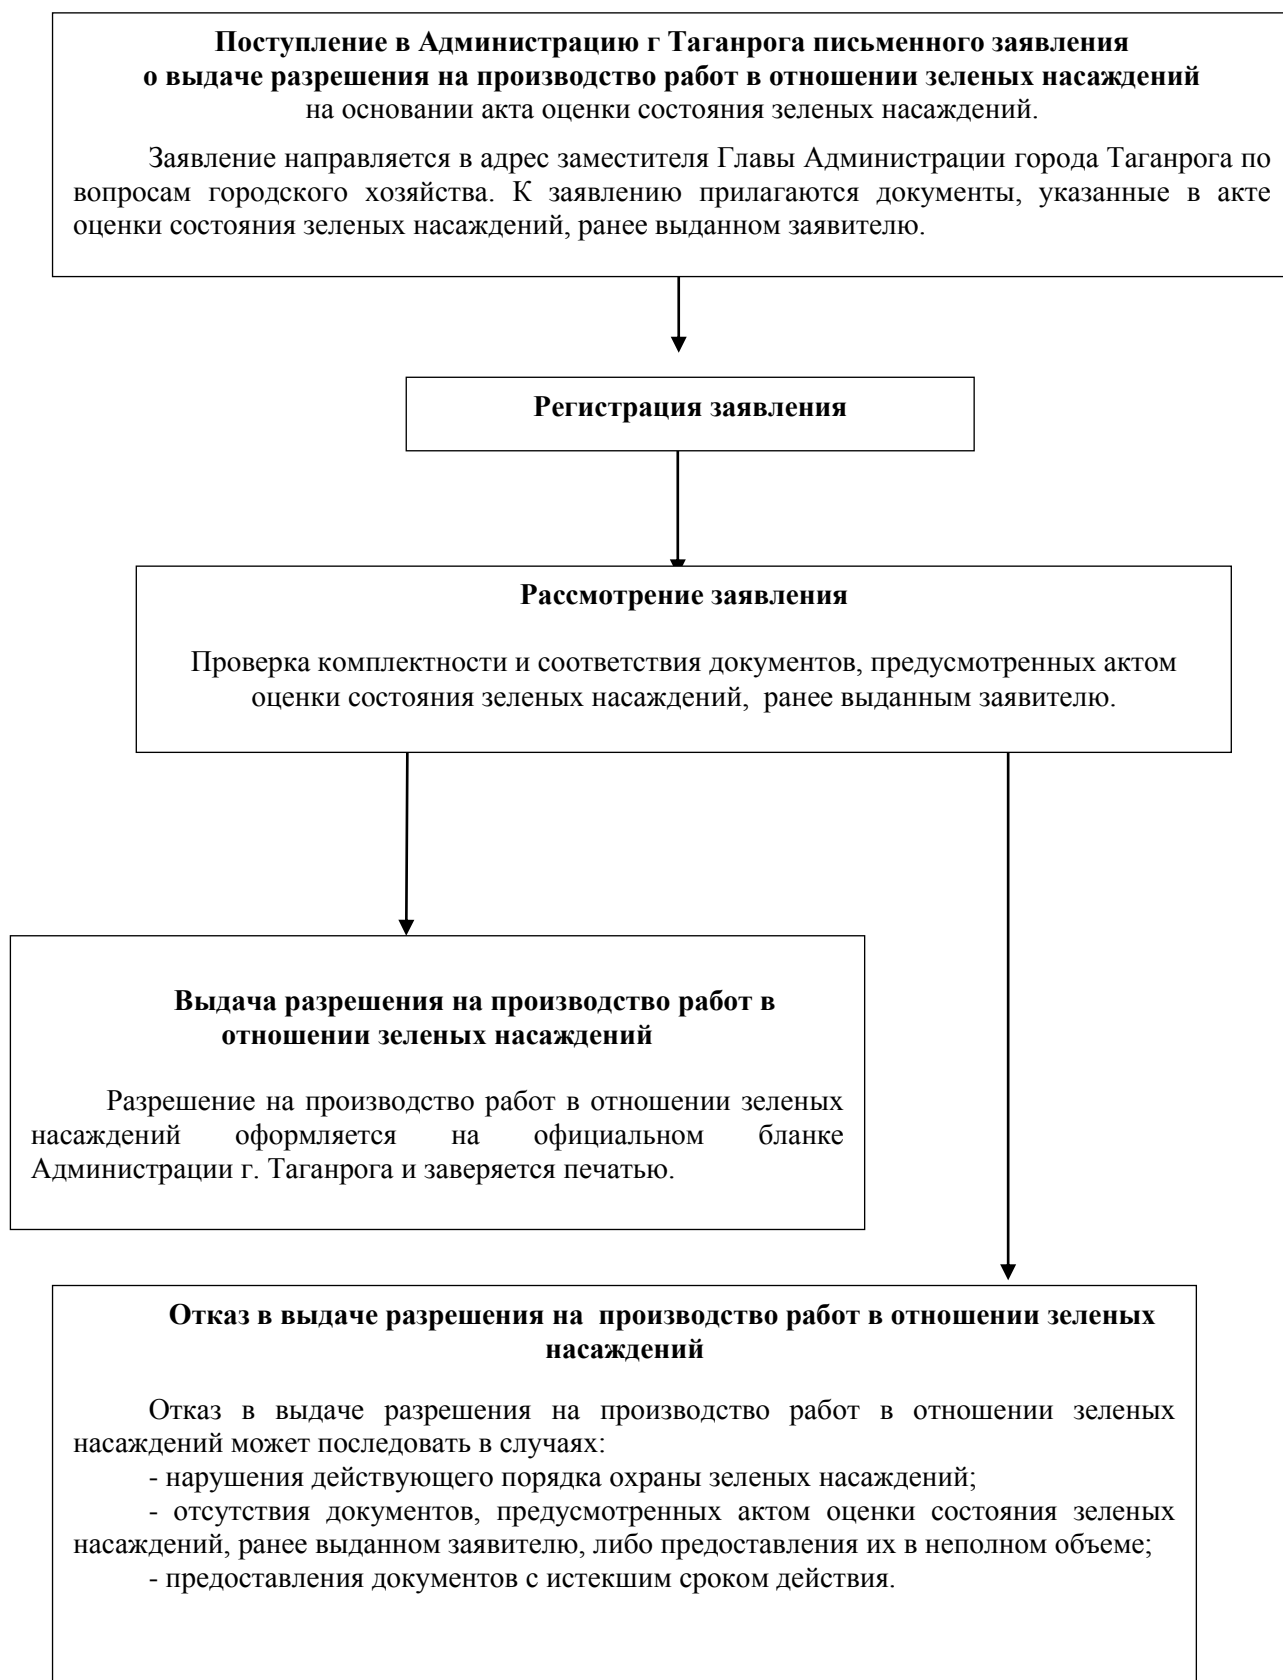 Поступление в Администрацию г Таганрога письменного заявления
о выдаче разрешения на производство работ в отношении зеленых насаждений
на основании акта оценки состояния зеленых насаждений.
Заявление направляется в адрес заместителя Главы Администрации города Таганрога по
вопросам городского хозяйства. К заявлению прилагаются документы, указанные в акте
оценки состояния зеленых насаждений, ранее выданном заявителю.
Регистрация заявления
Рассмотрение заявления
Проверка комплектности и соответствия документов, предусмотренных актом
оценки состояния зеленых насаждений, ранее выданным заявителю.
Выдача разрешения на производство работ в
отношении зеленых насаждений
Разрешение на производство работ в отношении зеленых
насаждений оформляется на официальном бланке
Администрации г. Таганрога и заверяется печатью.
Отказ в выдаче разрешения на производство работ в отношении зеленых
насаждений
Отказ в выдаче разрешения на производство работ в отношении зеленых
насаждений может последовать в случаях:
- нарушения действующего порядка охраны зеленых насаждений;
- отсутствия документов, предусмотренных актом оценки состояния зеленых
насаждений, ранее выданном заявителю, либо предоставления их в неполном объеме;
- предоставления документов с истекшим сроком действия.